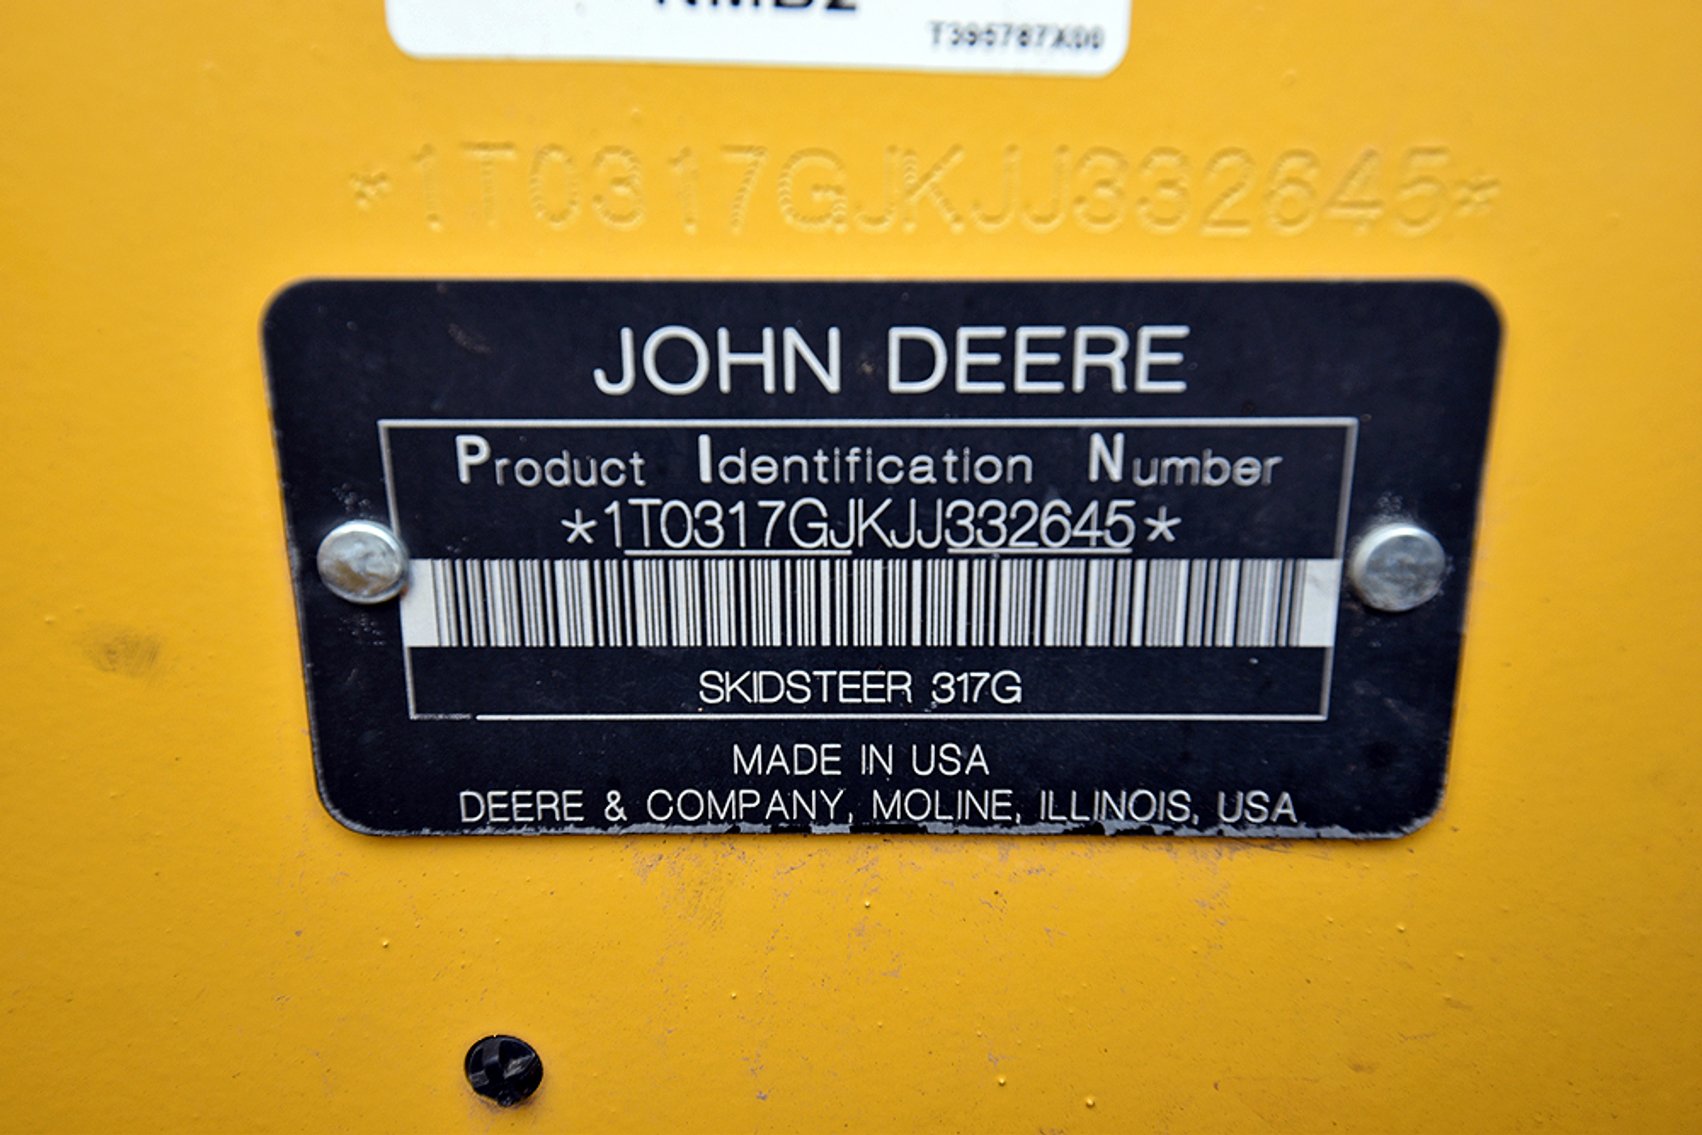 T395787X00
*1T0317GJKJJ332645*
JOHN DEERE
Product Identification Number
*1T0317GJKJJ332645*
SKIDSTEER 317G
MADE IN USA
DEERE & COMPANY, MOLINE, ILLINOIS, USA